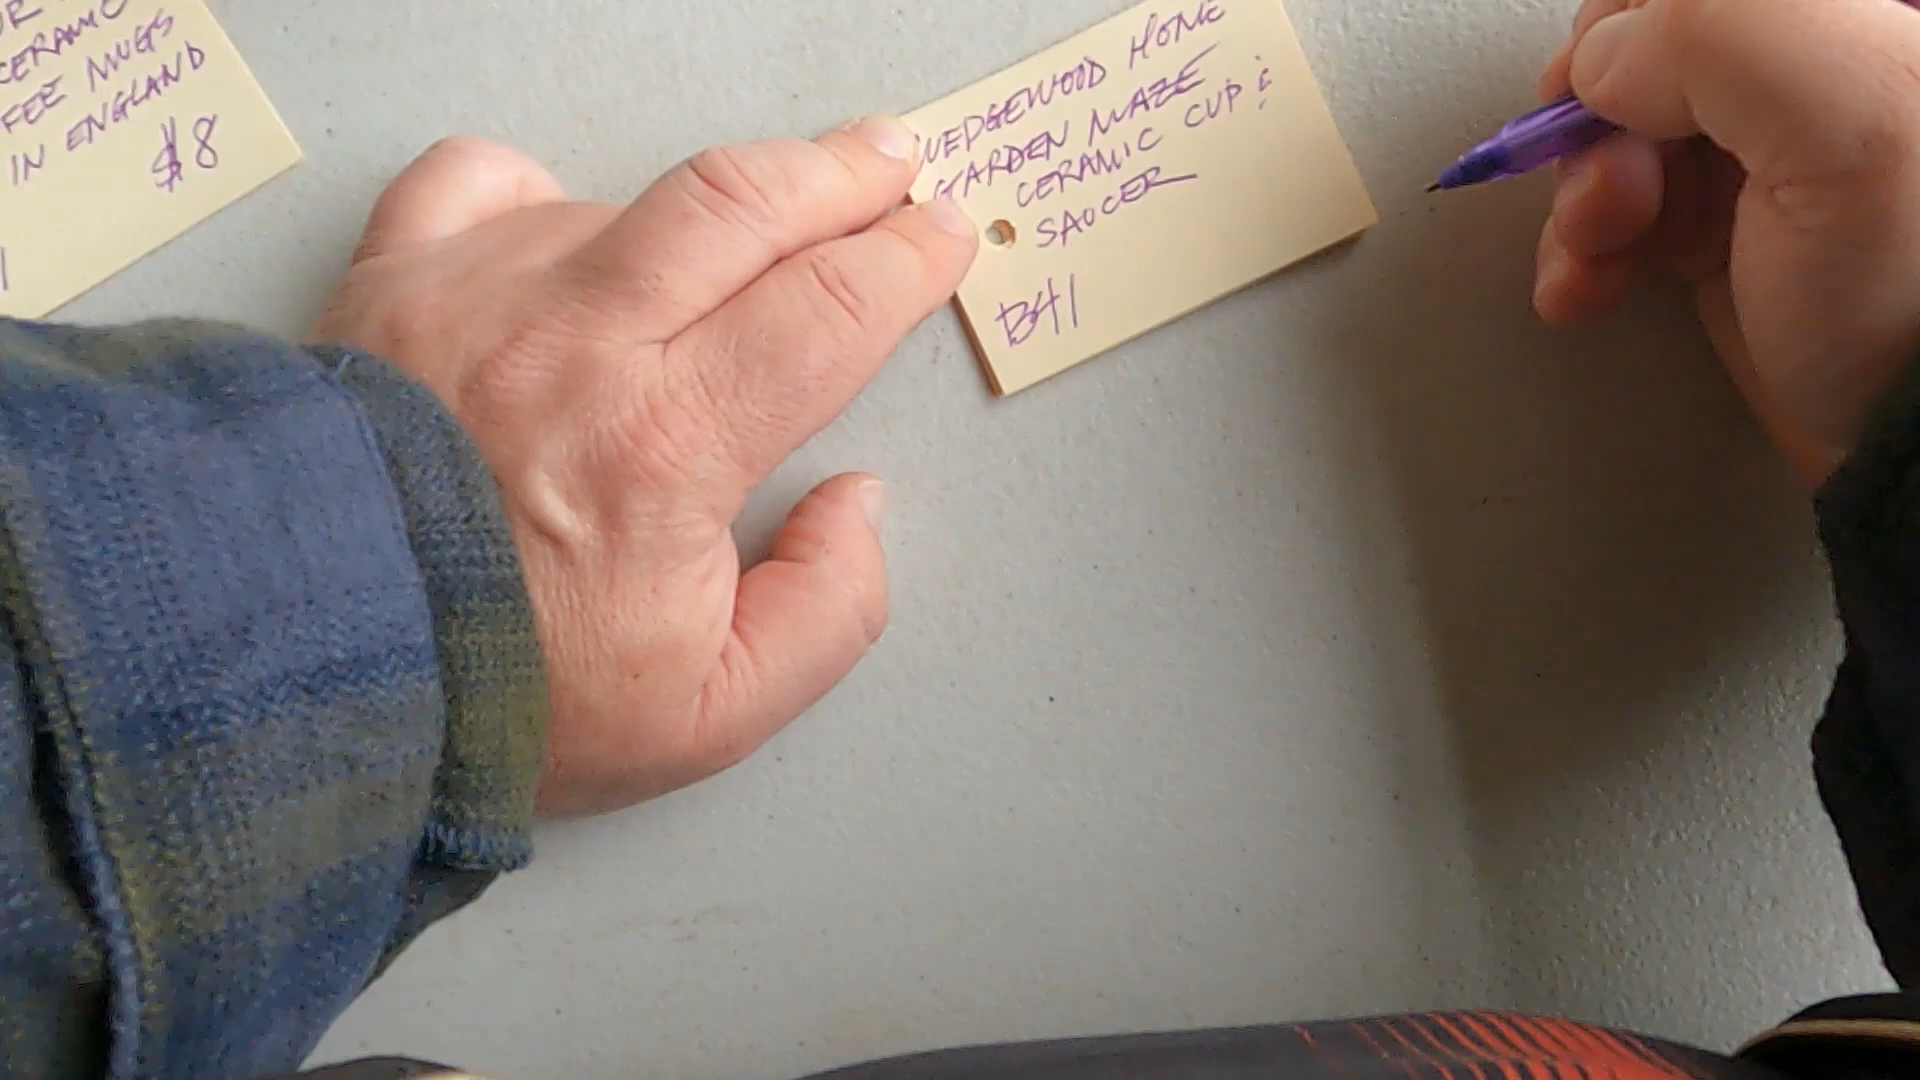 CERAMIC
FEE MUGS
IN ENGLAND
$8
WEDGEWOOD HOME
GARDEN MAZE
CERAMIC CUP &
SAUCER
B41